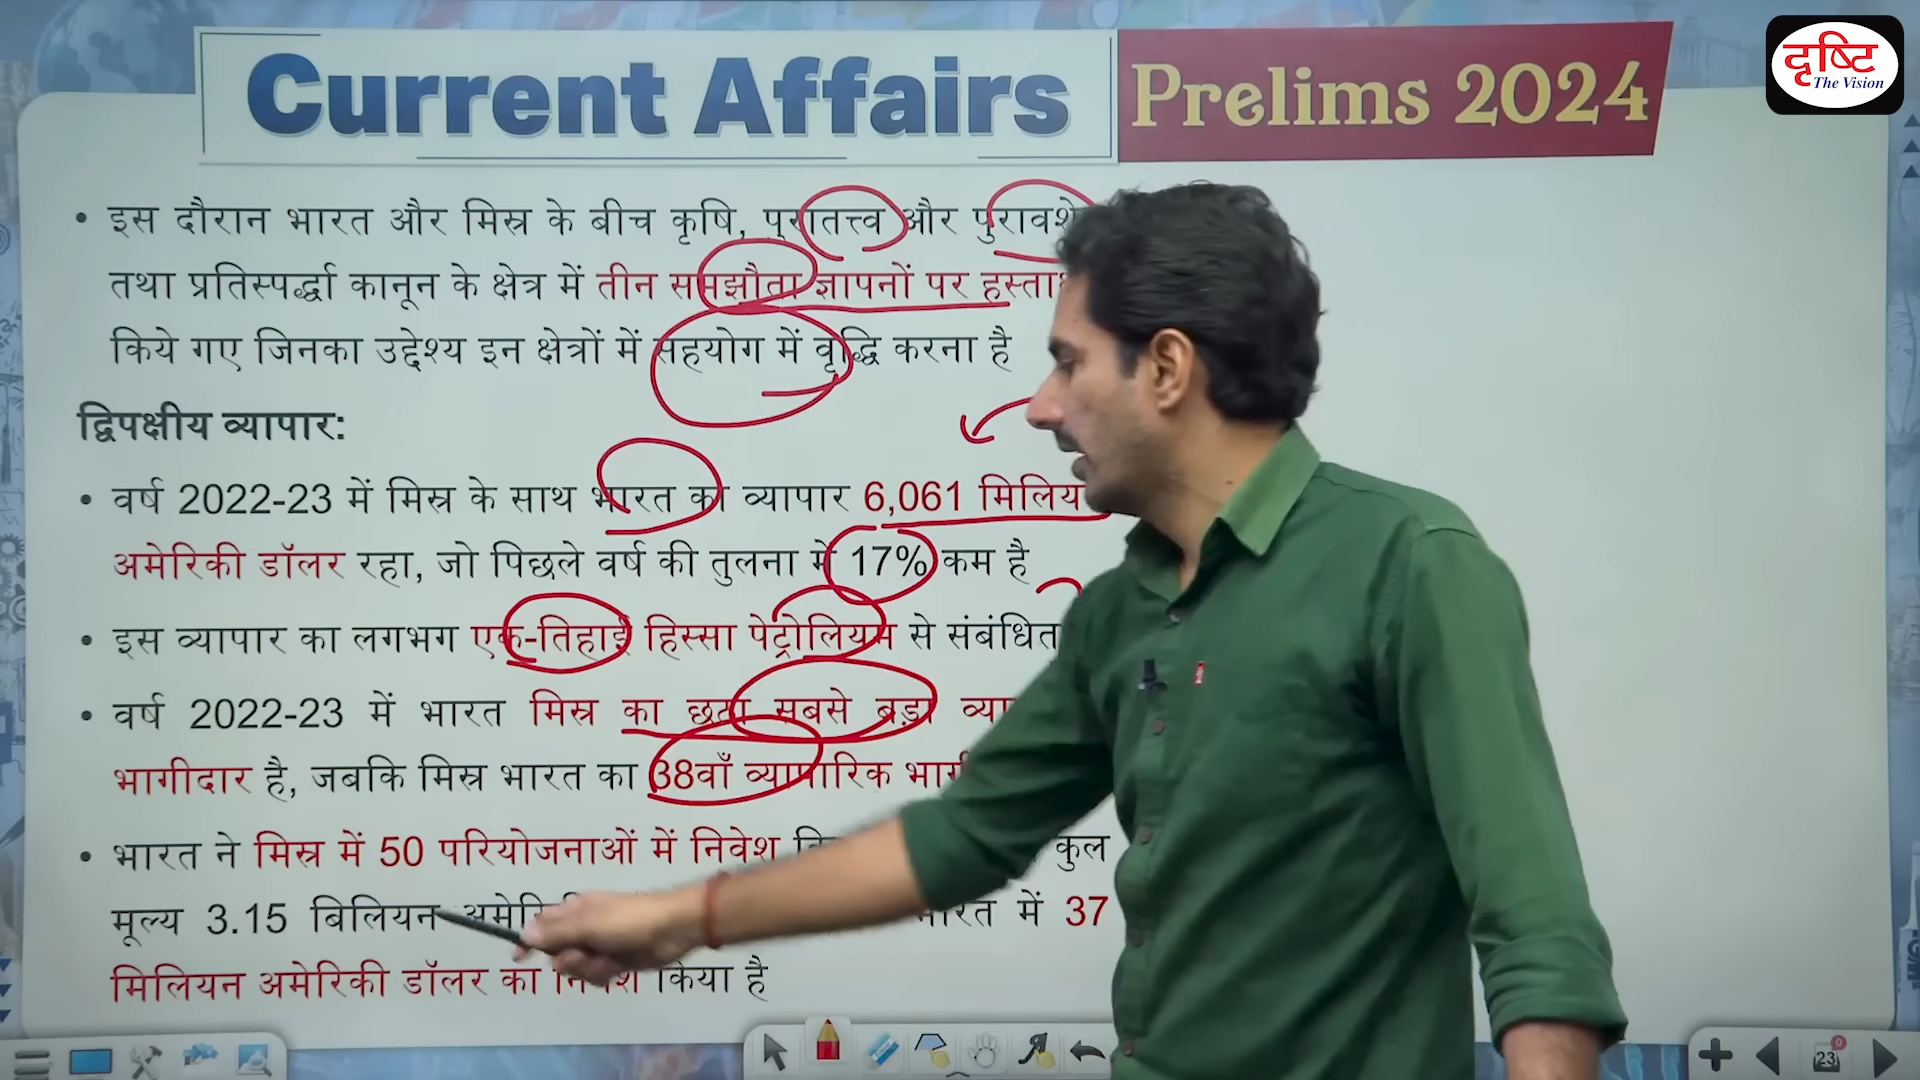 Current Affairs Prelims 2024
दृष्टि
The Vision
• इस दौरान भारत और मिस्र के बीच कृषि, पुरातत्त्व और
तथा प्रतिस्पर्द्धा कानून के क्षेत्र में तीन समझौता ज्ञापनों पर
किये गए जिनका उद्देश्य इन क्षेत्रों में सहयोग में वृद्धि करना है
द्विपक्षीय व्यापार:
• वर्ष 2022-23 में मिस्र के साथ भारत का व्यापार 6,061
अमेरिकी डॉलर रहा, जो पिछले वर्ष की तुलना में 17% कम है
• इस व्यापार का लगभग एक-तिहाई हिस्सा पेट्रोलियम से संबंधित
• वर्ष 2022-23 में भारत मिस्र का छठा सबसे बड़ा
भागीदार है, जबकि मिस्र भारत का 38वाँ व्यापारिक
• भारत ने मिस्र में 50 परियोजनाओं में निवेश कुल
मूल्य 3.15 बिलियन भारत में 37
मिलियन अमेरिकी डॉलर का निवेश किया है
23
0